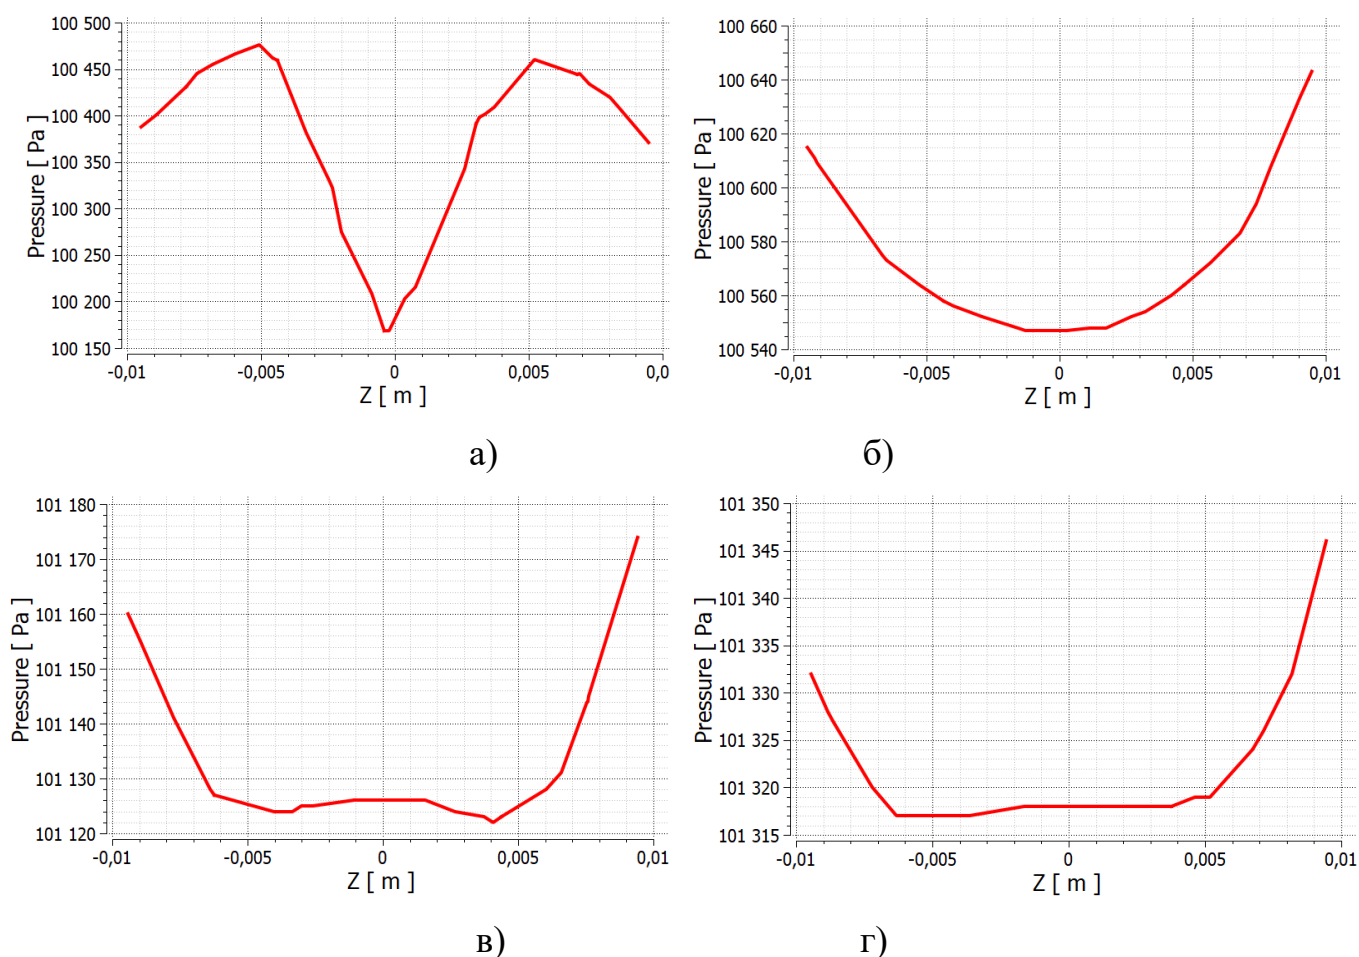 100 500
100 450
100 400
100 350
100 300
100 250
100 200
100 150
Pressure [ Pa ]
-0,01 -0,005 0 0,005 0,0
Z [ m ]
а)
100 660
100 640
100 620
100 600
100 580
100 560
100 540
Pressure [ Pa ]
-0,01 -0,005 0 0,005 0,01
Z [ m ]
б)
101 180
101 170
101 160
101 150
101 140
101 130
101 120
Pressure [ Pa ]
-0,01 -0,005 0 0,005 0,01
Z [ m ]
в)
101 350
101 345
101 340
101 335
101 330
101 325
101 320
101 315
Pressure [ Pa ]
-0,01 -0,005 0 0,005 0,01
Z [ m ]
г)